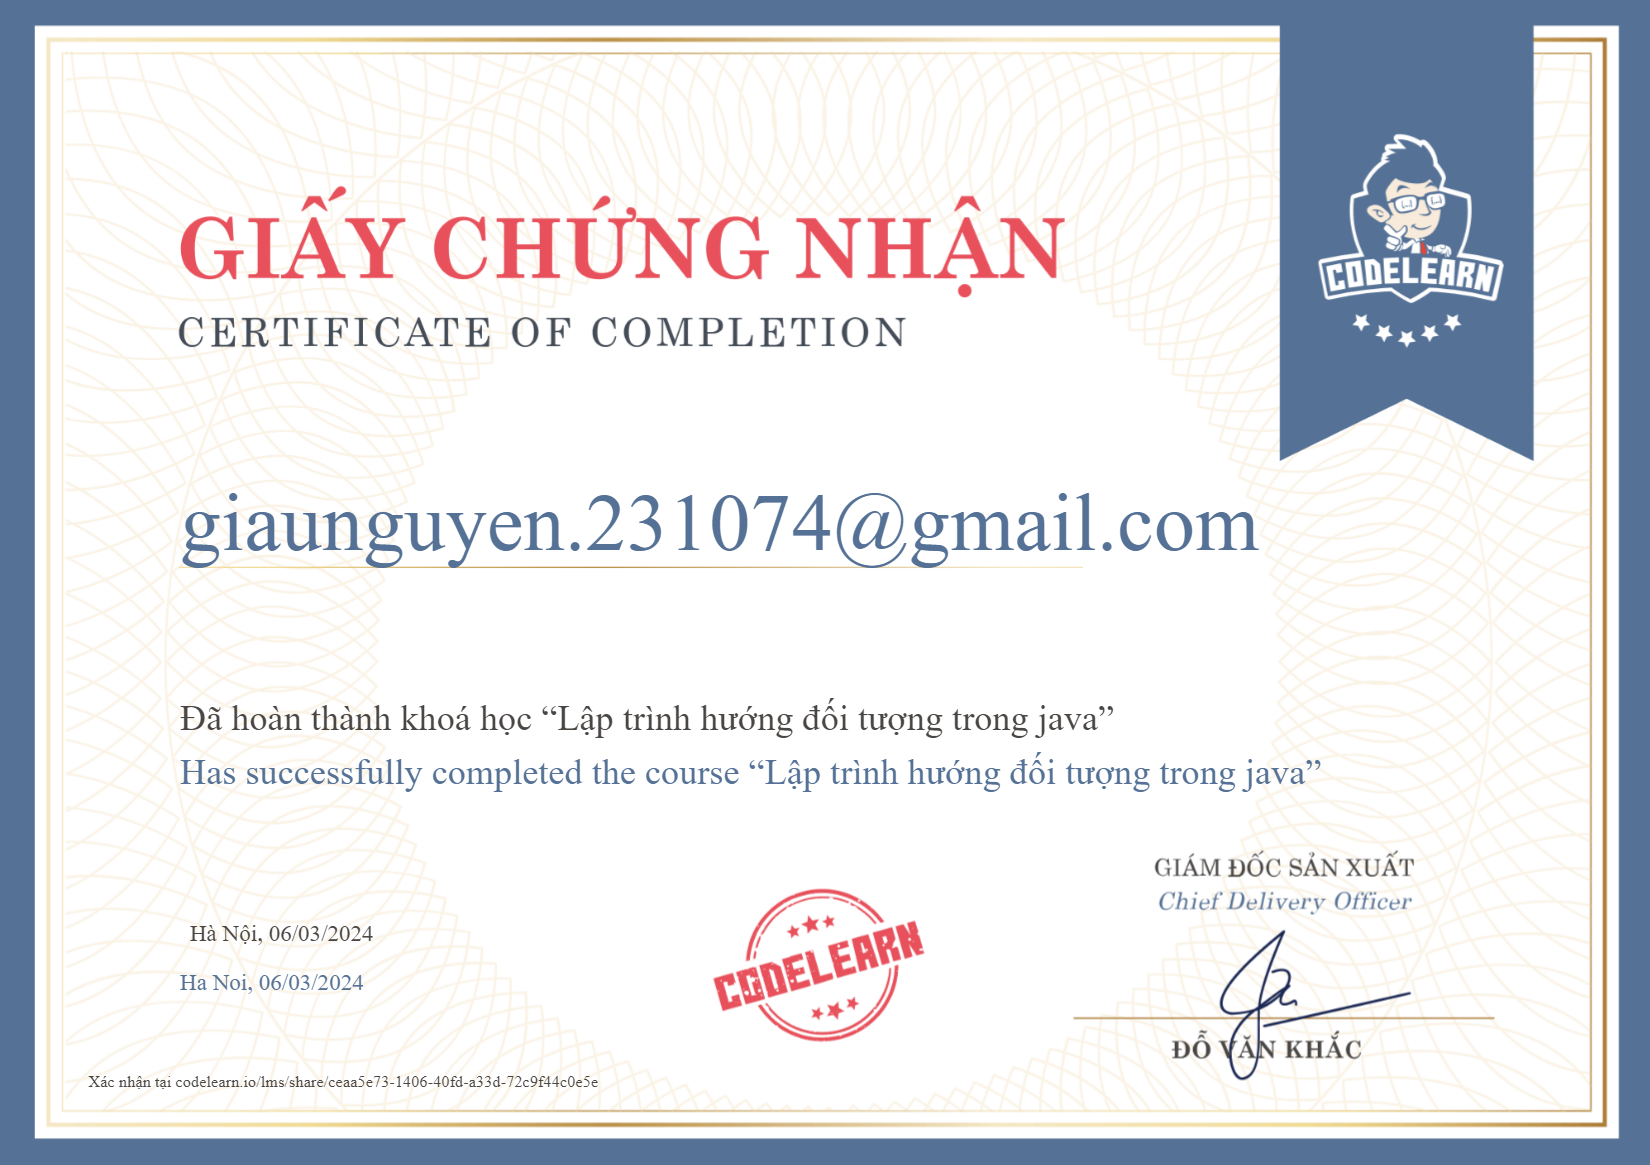 CODELEARN
GIẤY CHỨNG NHẬN
CERTIFICATE OF COMPLETION
giaunguyen.231074@gmail.com
Đã hoàn thành khoá học “Lập trình hướng đối tượng trong java”
Has successfully completed the course “Lập trình hướng đối tượng trong java”
GIÁM ĐỐC SẢN XUẤT
Chief Delivery Officer
Hà Nội, 06/03/2024
Ha Noi, 06/03/2024
CODELEARN
ĐỖ VĂN KHẮC
Xác nhận tại codelearn.io/lms/share/ceaa5e73-1406-40fd-a33d-72c9f44c0e5e